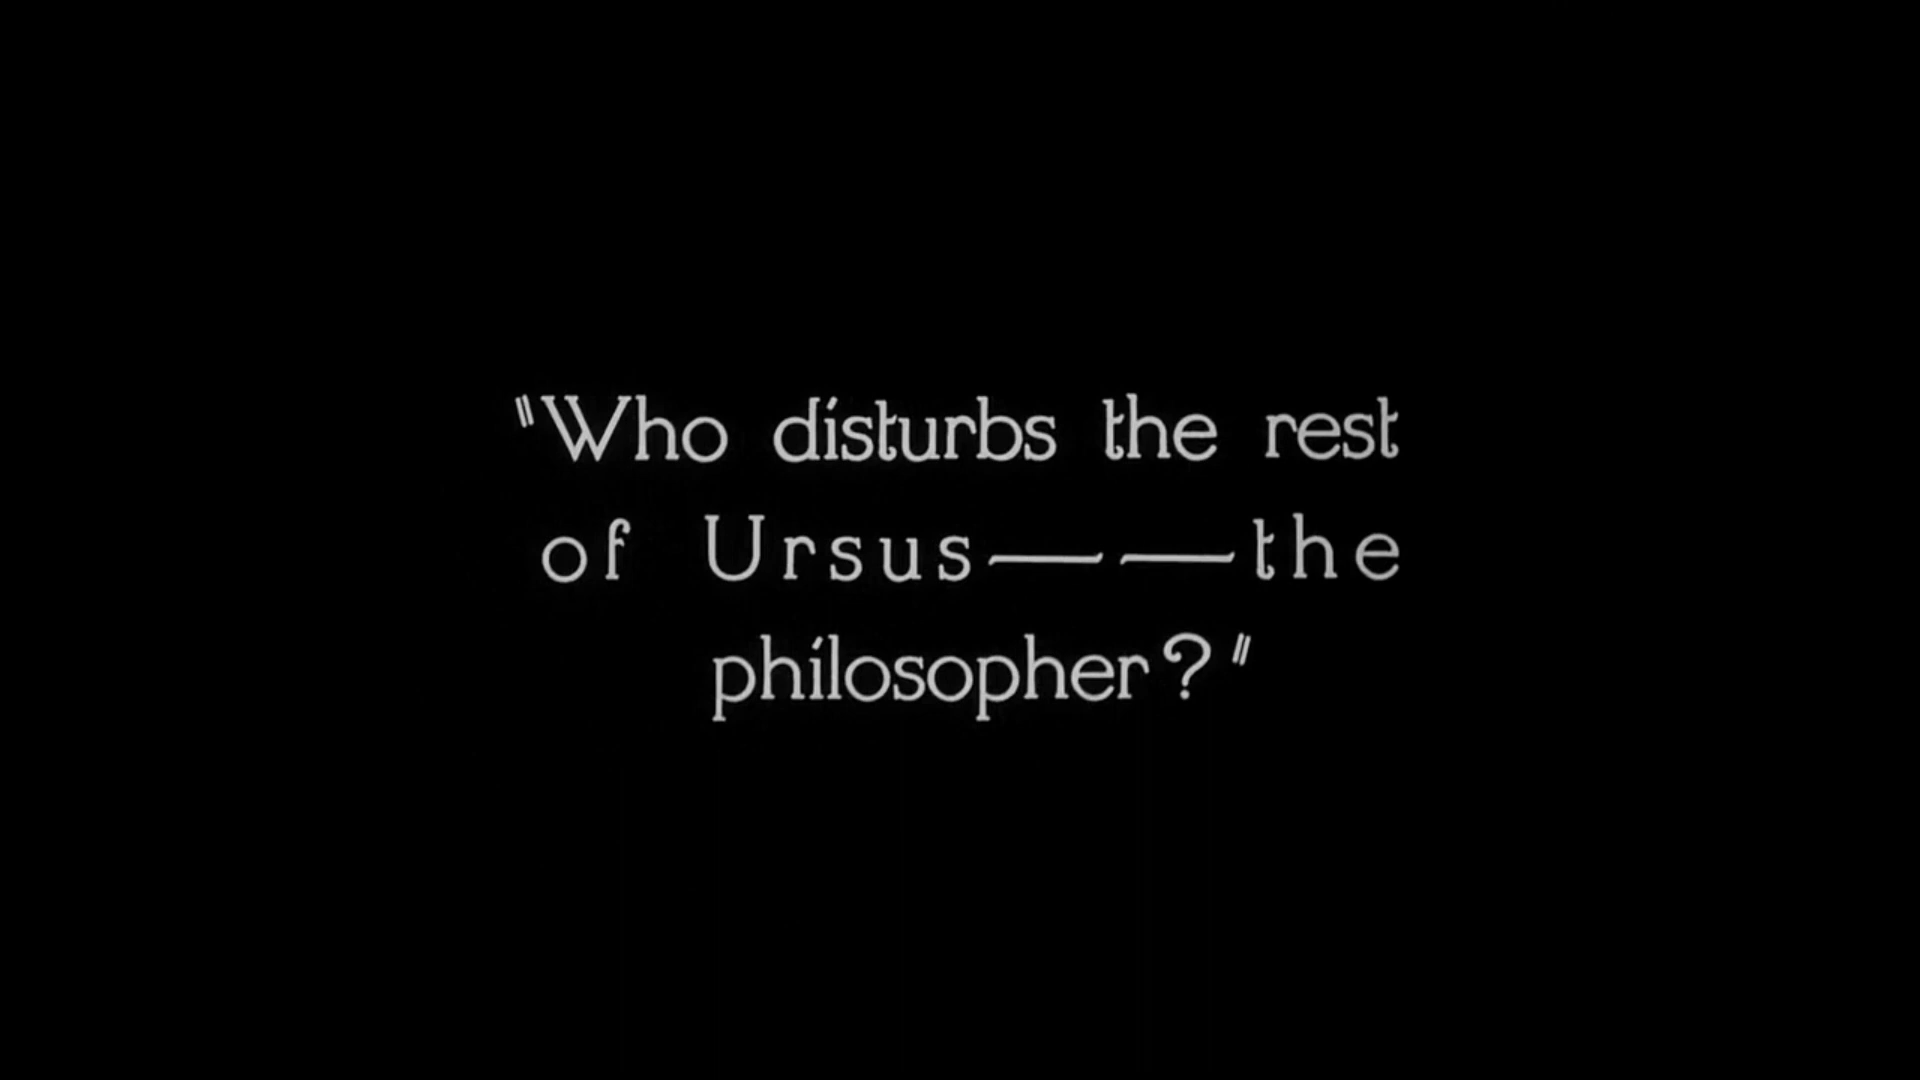 "Who disturbs the rest
of Ursus——the
philosopher?"